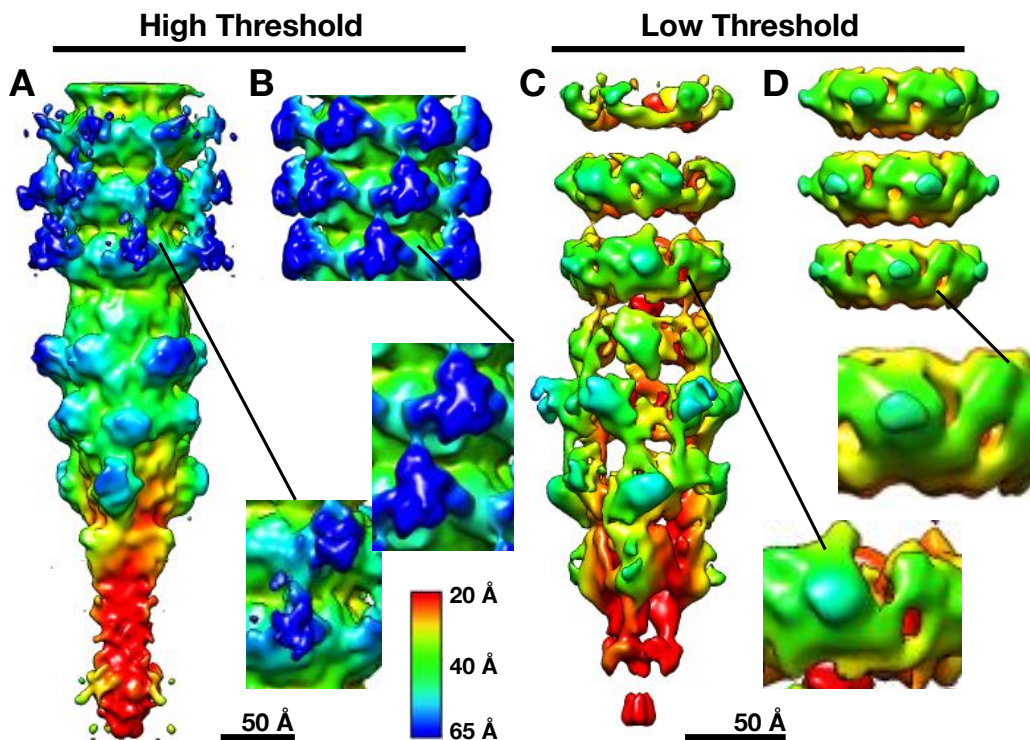 High Threshold
Low Threshold
A
B
C
D
20 Å
40 Å
65 Å
50 Å
50 Å